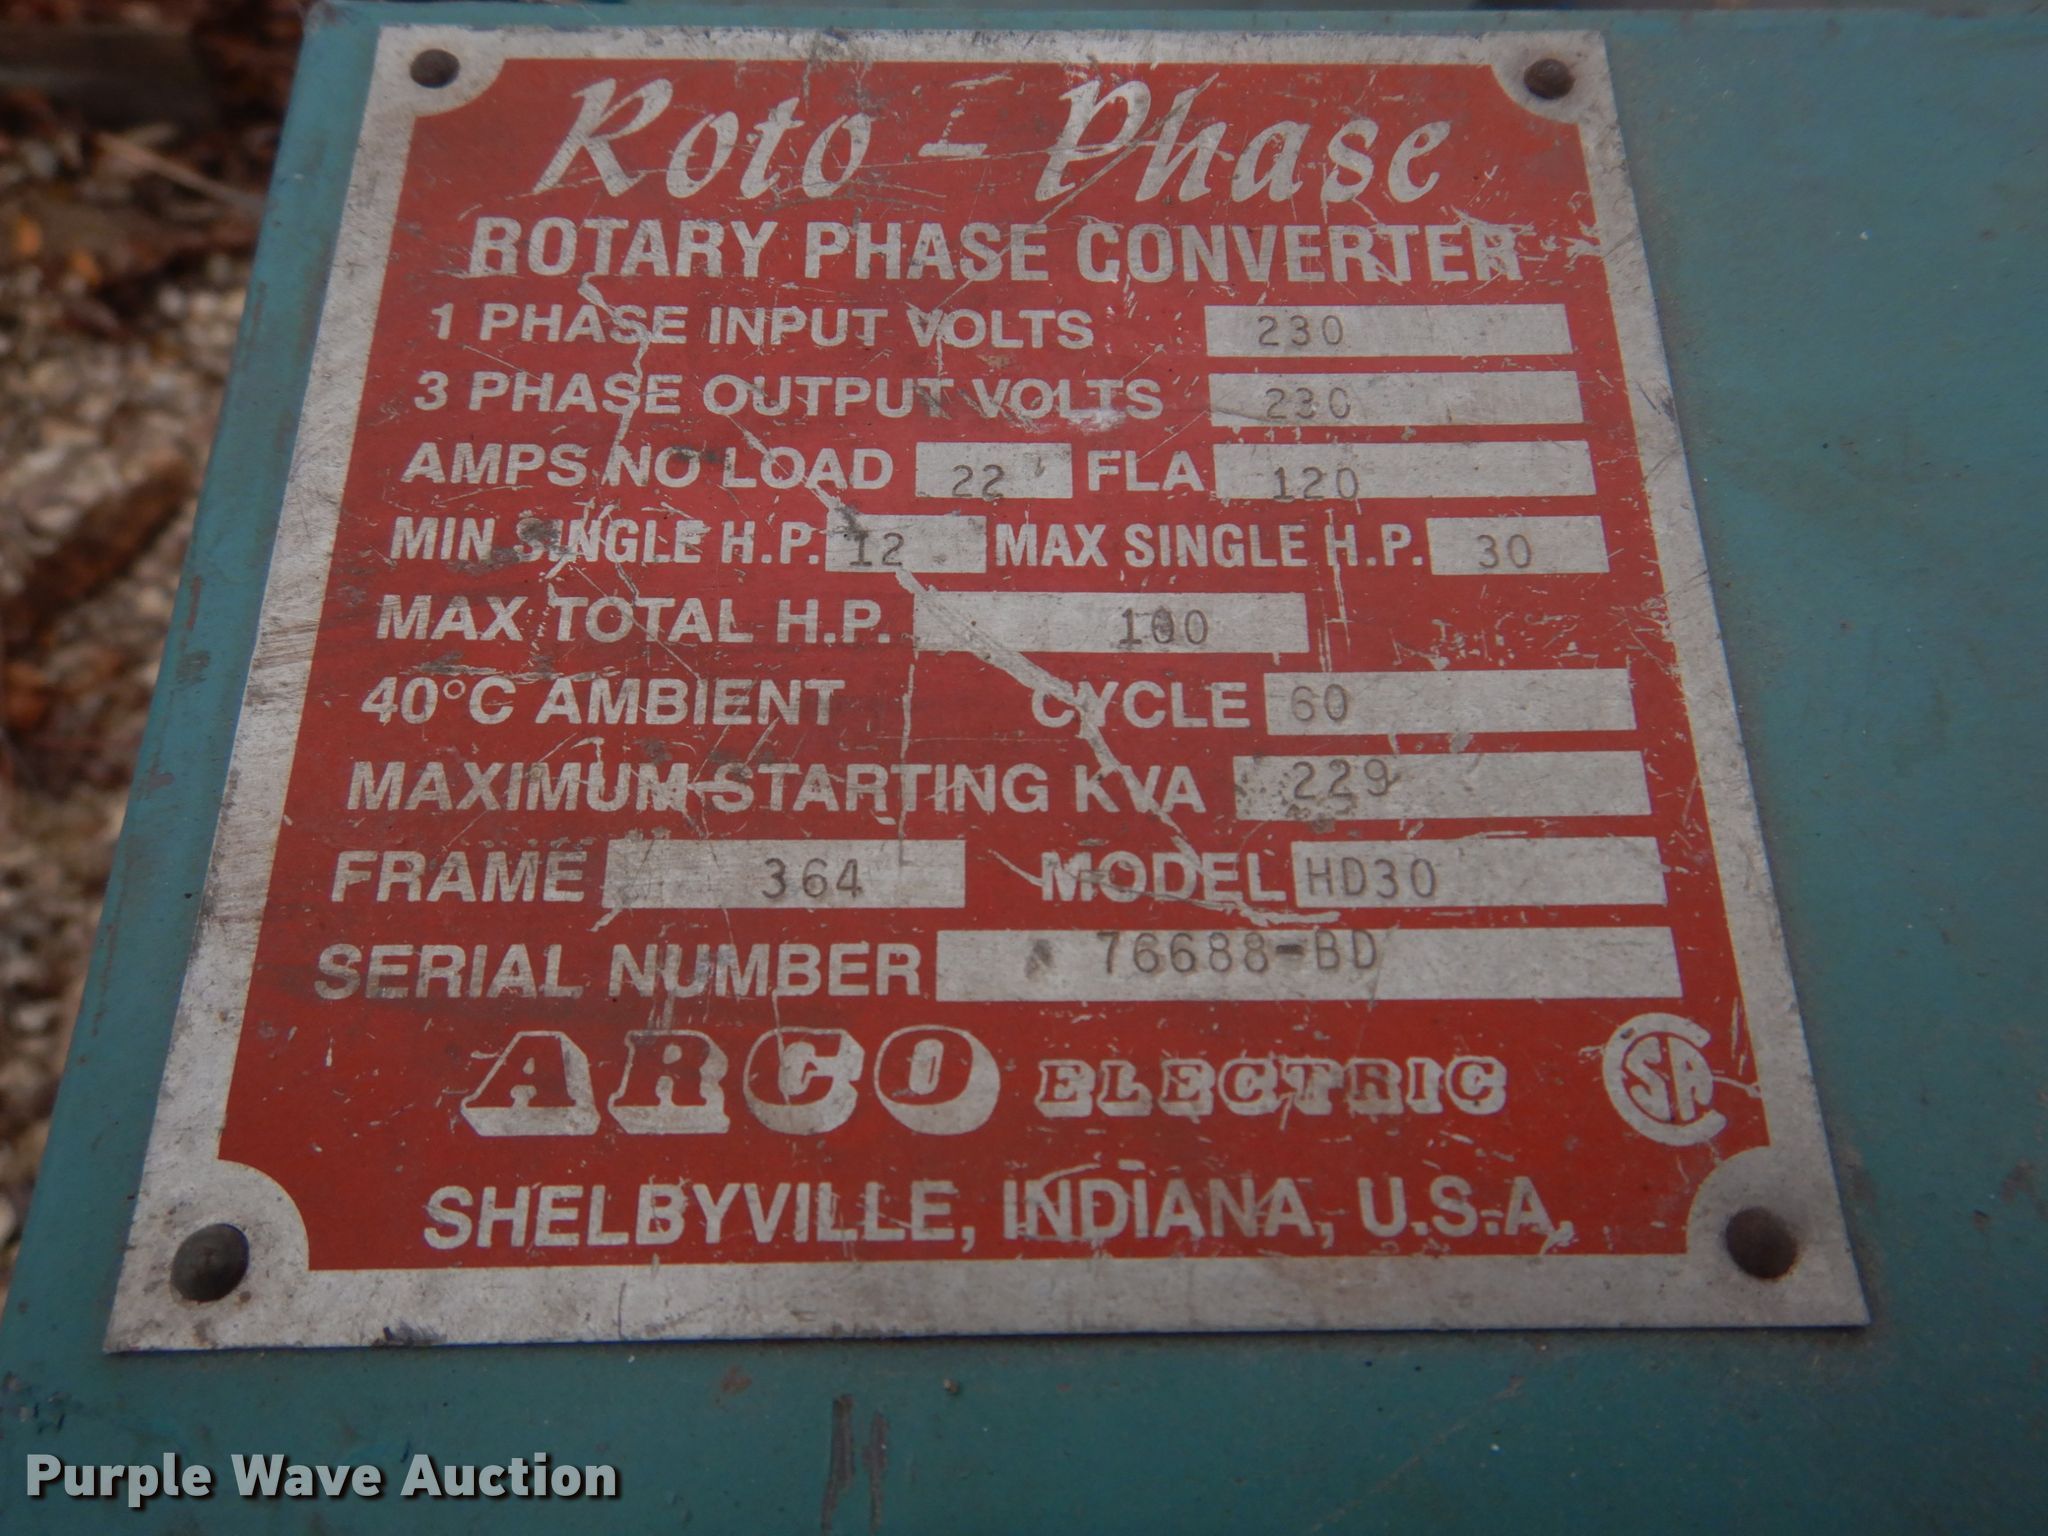 Roto - Phase
ROTARY PHASE CONVERTER
1 PHASE INPUT VOLTS 230
3 PHASE OUTPUT VOLTS 230
AMPS NO LOAD 22 FLA 120
MIN SINGLE H.P. 12 MAX SINGLE H.P. 30
MAX TOTAL H.P. 100
40°C AMBIENT CYCLE 60
MAXIMUM STARTING KVA 229
FRAME 364 MODEL HD30
SERIAL NUMBER 76688-BD
ARCO ELECTRIC CSA
SHELBYVILLE, INDIANA, U.S.A.
Purple Wave Auction